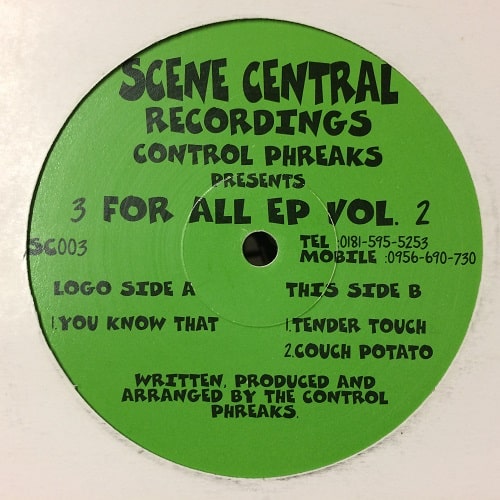 SCENE CENTRAL
RECORDINGS
CONTROL PHREAKS
PRESENTS
3 FOR ALL EP VOL. 2
SC003
TEL :0181-595-5253
MOBILE :0956-690-730
LOGO SIDE A
1.YOU KNOW THAT
THIS SIDE B
1.TENDER TOUCH
2.COUCH POTATO
WRITTEN, PRODUCED AND
ARRANGED BY THE CONTROL
PHREAKS.